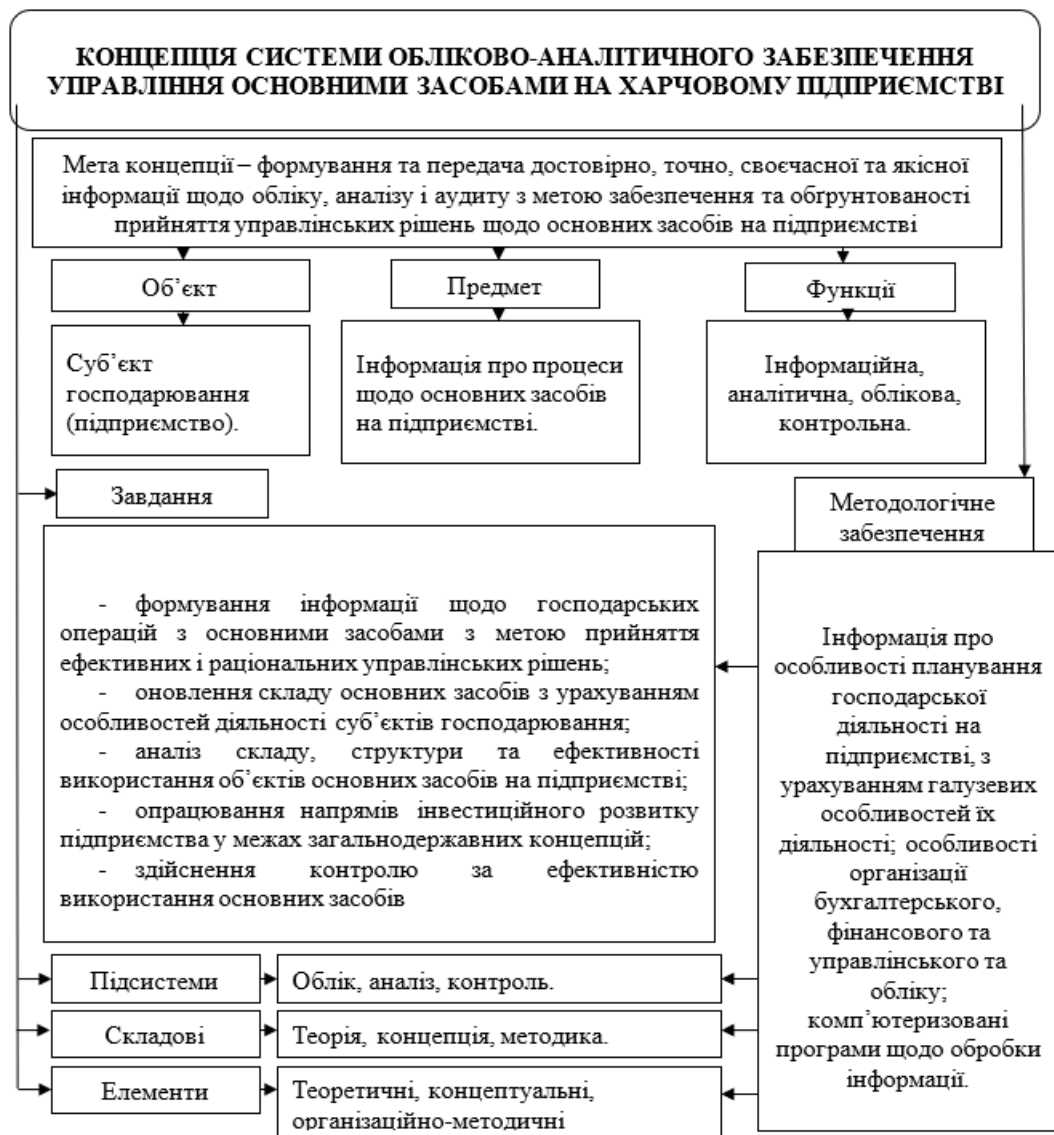 КОНЦЕПЦІЯ СИСТЕМИ ОБЛІКОВО-АНАЛІТИЧНОГО ЗАБЕЗПЕЧЕННЯ
УПРАВЛІННЯ ОСНОВНИМИ ЗАСОБАМИ НА ХАРЧОВОМУ ПІДПРИЄМСТВІ
Мета концепції – формування та передача достовірно, точно, своєчасної та якісної
інформації щодо обліку, аналізу і аудиту з метою забезпечення та обґрунтованості
прийняття управлінських рішень щодо основних засобів на підприємстві
Об’єкт
Предмет
Функції
Суб’єкт
господарювання
(підприємство).
Інформація про процеси
щодо основних засобів
на підприємстві.
Інформаційна,
аналітична, облікова,
контрольна.
Завдання
- формування інформації щодо господарських
операцій з основними засобами з метою прийняття
ефективних і раціональних управлінських рішень;
- оновлення складу основних засобів з урахуванням
особливостей діяльності суб’єктів господарювання;
- аналіз складу, структури та ефективності
використання об’єктів основних засобів на підприємстві;
- опрацювання напрямів інвестиційного розвитку
підприємства у межах загальнодержавних концепцій;
- здійснення контролю за ефективністю
використання основних засобів
Методологічне
забезпечення
Інформація про
особливості планування
господарської
діяльності на
підприємстві, з
урахуванням галузевих
особливостей їх
діяльності; особливості
організації
бухгалтерського,
фінансового та
управлінського та
обліку;
комп’ютеризовані
програми щодо обробки
інформації.
Підсистеми
Облік, аналіз, контроль.
Складові
Теорія, концепція, методика.
Елементи
Теоретичні, концептуальні,
організаційно-методичні